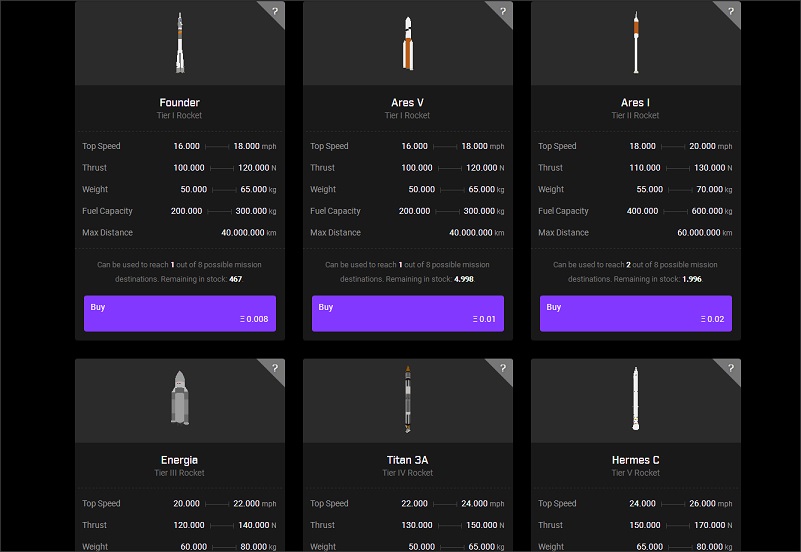 ? ? ?
Founder Ares V Ares I
Tier I Rocket Tier I Rocket Tier II Rocket
Top Speed 16.000 18.000 mph Top Speed 16.000 18.000 mph Top Speed 18.000 20.000 mph
Thrust 100.000 120.000 N Thrust 100.000 120.000 N Thrust 110.000 130.000 N
Weight 50.000 65.000 kg Weight 50.000 65.000 kg Weight 55.000 70.000 kg
Fuel Capacity 200.000 300.000 kg Fuel Capacity 200.000 300.000 kg Fuel Capacity 400.000 600.000 kg
Max Distance 40.000.000 km Max Distance 40.000.000 km Max Distance 60.000.000 km
Can be used to reach 1 out of 8 possible mission Can be used to reach 1 out of 8 possible mission Can be used to reach 2 out of 8 possible mission
destinations. Remaining in stock: 467 destinations. Remaining in stock: 4.998 destinations. Remaining in stock: 1.996
Buy Buy Buy
Ξ 0.008 Ξ 0.01 Ξ 0.02
? ? ?
Energia Titan 3A Hermes C
Tier III Rocket Tier IV Rocket Tier V Rocket
Top Speed 20.000 22.000 mph Top Speed 22.000 24.000 mph Top Speed 24.000 26.000 mph
Thrust 120.000 140.000 N Thrust 130.000 150.000 N Thrust 150.000 170.000 N
Weight 60.000 80.000 kg Weight 50.000 65.000 kg Weight 65.000 80.000 kg